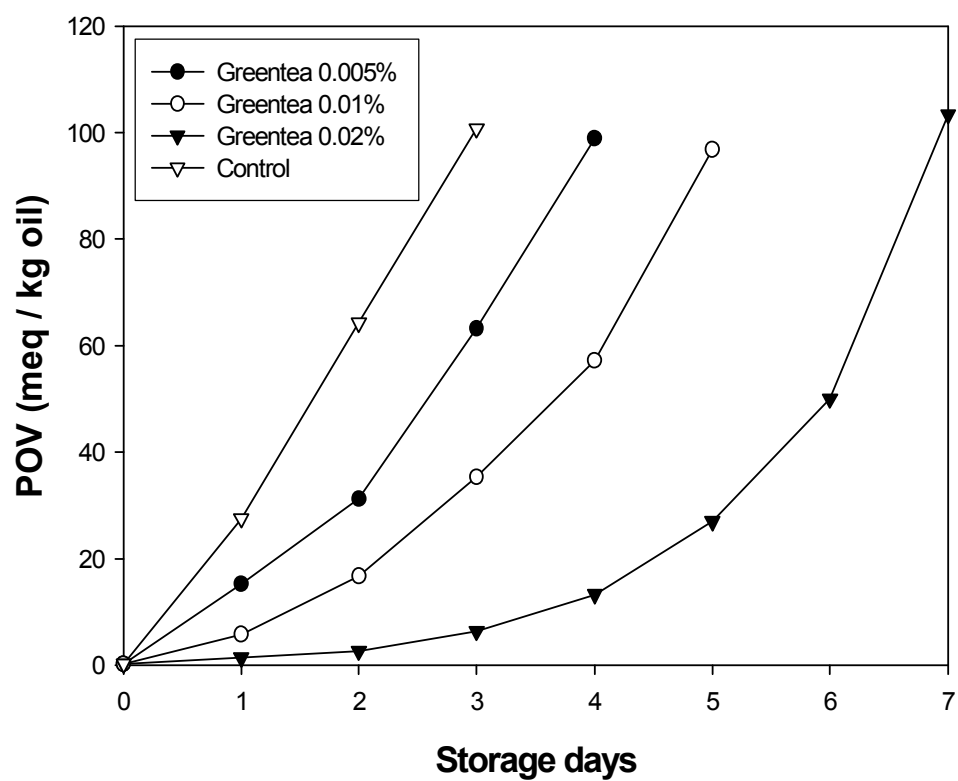 120
100
80
60
40
20
0
POV (meq / kg oil)
Greentea 0.005%
Greentea 0.01%
Greentea 0.02%
Control
0 1 2 3 4 5 6 7
Storage days